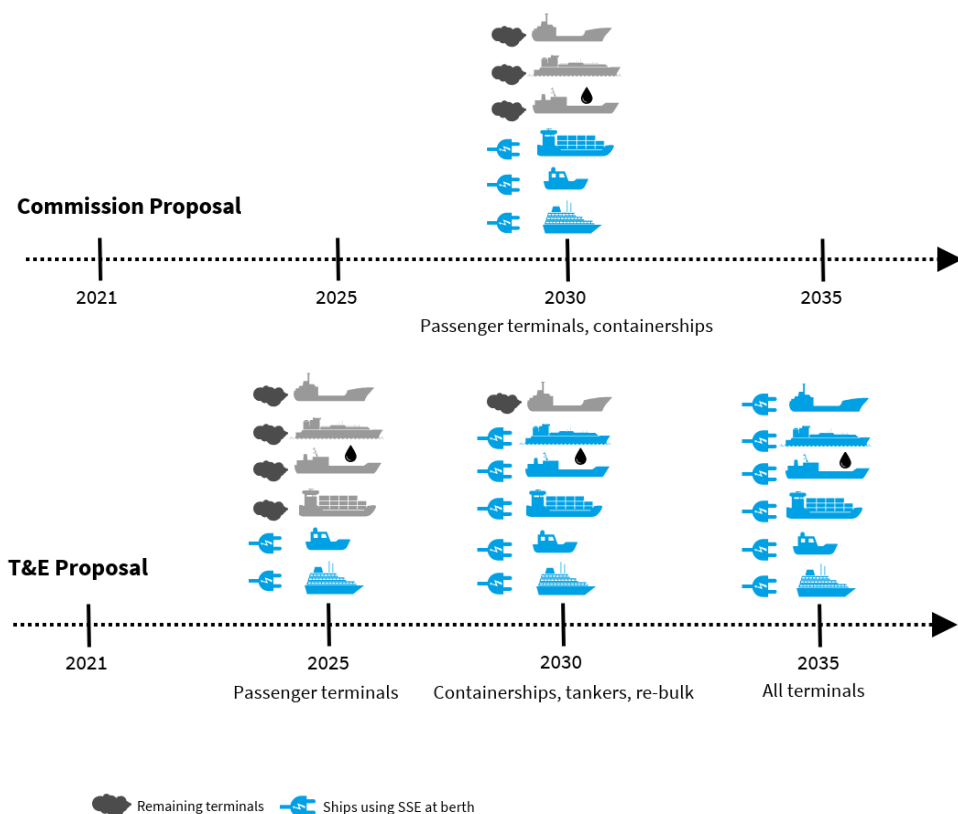 Commission Proposal
2021
2025
2030
2035
Passenger terminals, containerships
T&E Proposal
2021
2025
2030
2035
Passenger terminals
Containerships, tankers, re-bulk
All terminals
Remaining terminals
Ships using SSE at berth